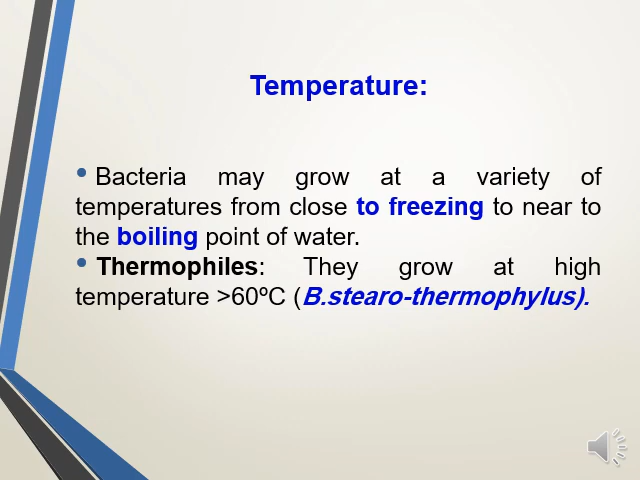 Temperature:
• Bacteria may grow at a variety of
temperatures from close to freezing to near to
the boiling point of water.
• Thermophiles: They grow at high
temperature >60ºC (B.stearo-thermophylus).